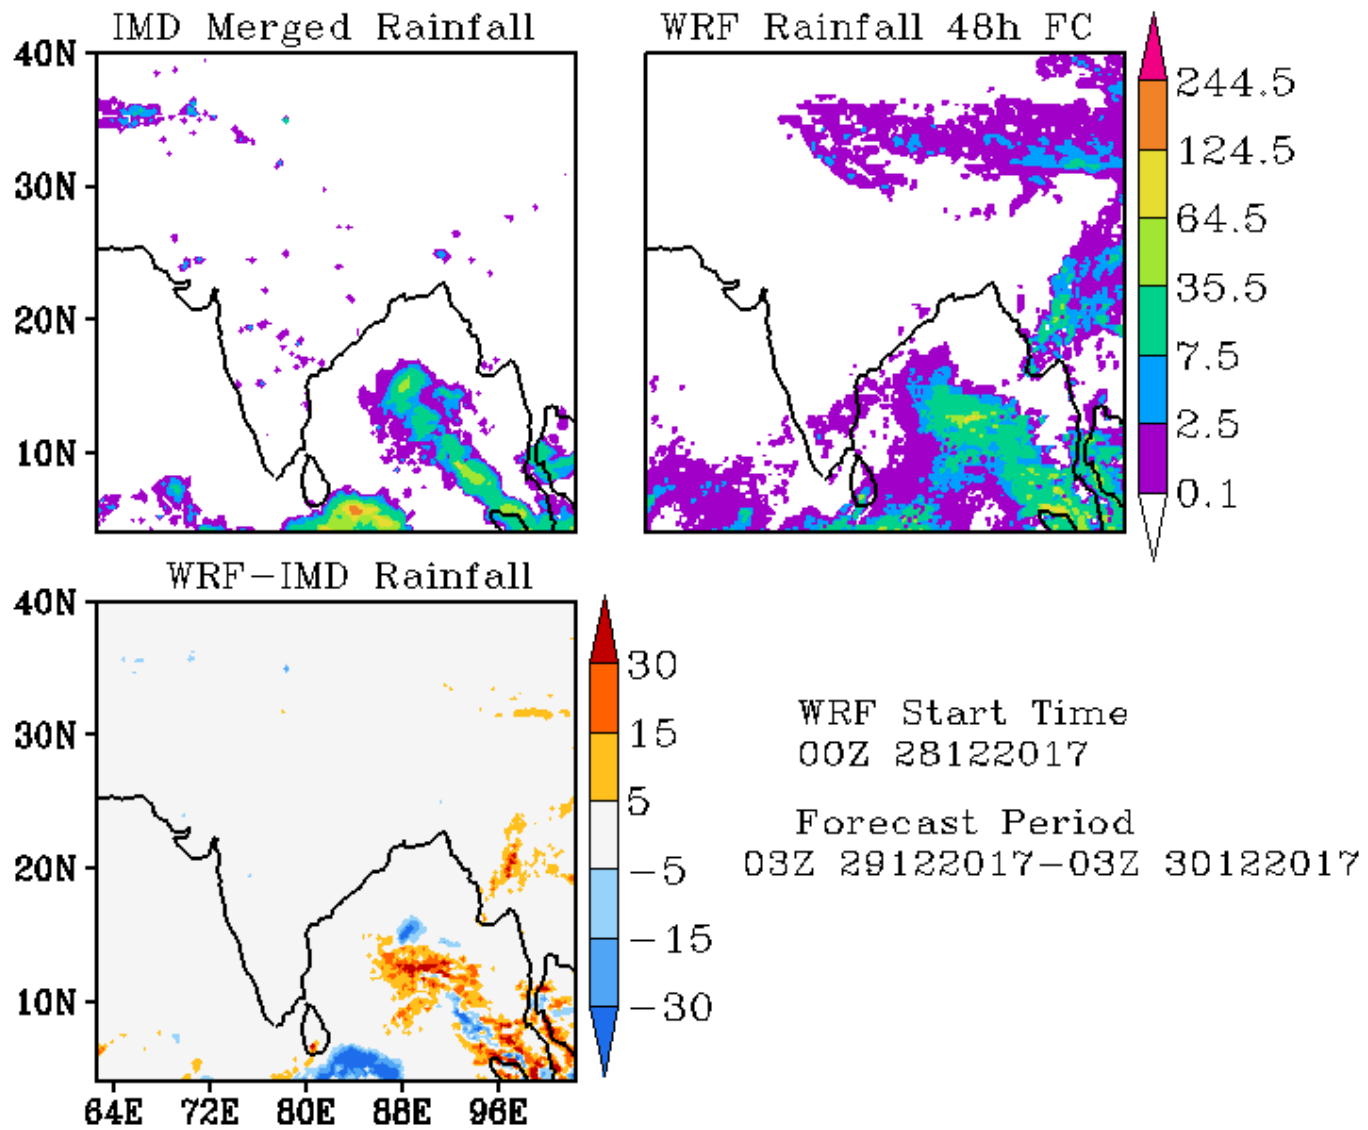 IMD Merged Rainfall
WRF Rainfall 48h FC
40N
30N
20N
10N
244.5
124.5
64.5
35.5
7.5
2.5
0.1
WRF-IMD Rainfall
40N
30N
20N
10N
64E 72E 80E 88E 96E
30
15
5
-5
-15
-30
WRF Start Time
00Z 28122017
Forecast Period
03Z 29122017-03Z 30122017